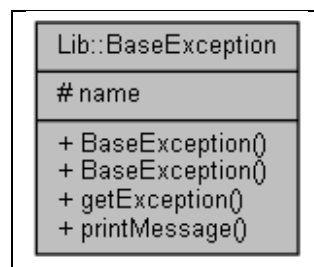 Lib::BaseException
# name
+ BaseException()
+ BaseException()
+ getException()
+ printMessage()